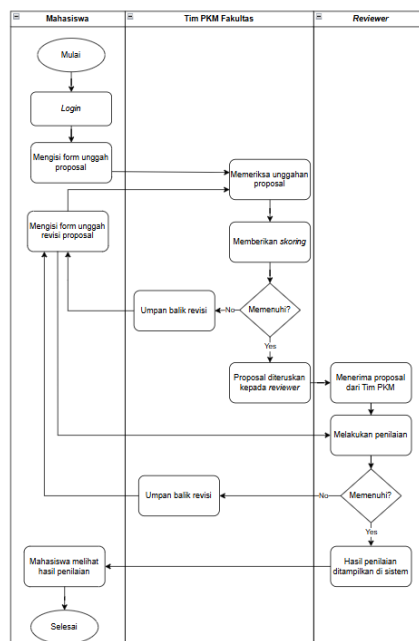 Mahasiswa
Tim PKM Fakultas
Reviewer
Mulai
Login
Mengisi form unggah
proposal
Memeriksa unggahan
proposal
Mengisi form unggah
revisi proposal
Memberikan skoring
Umpan balik revisi
No
Memenuhi?
Yes
Proposal diteruskan
kepada reviewer
Menerima proposal
dari Tim PKM
Melakukan penilaian
Umpan balik revisi
No
Memenuhi?
Yes
Mahasiswa melihat
hasil penilaian
Hasil penilaian
ditampilkan di sistem
Selesai